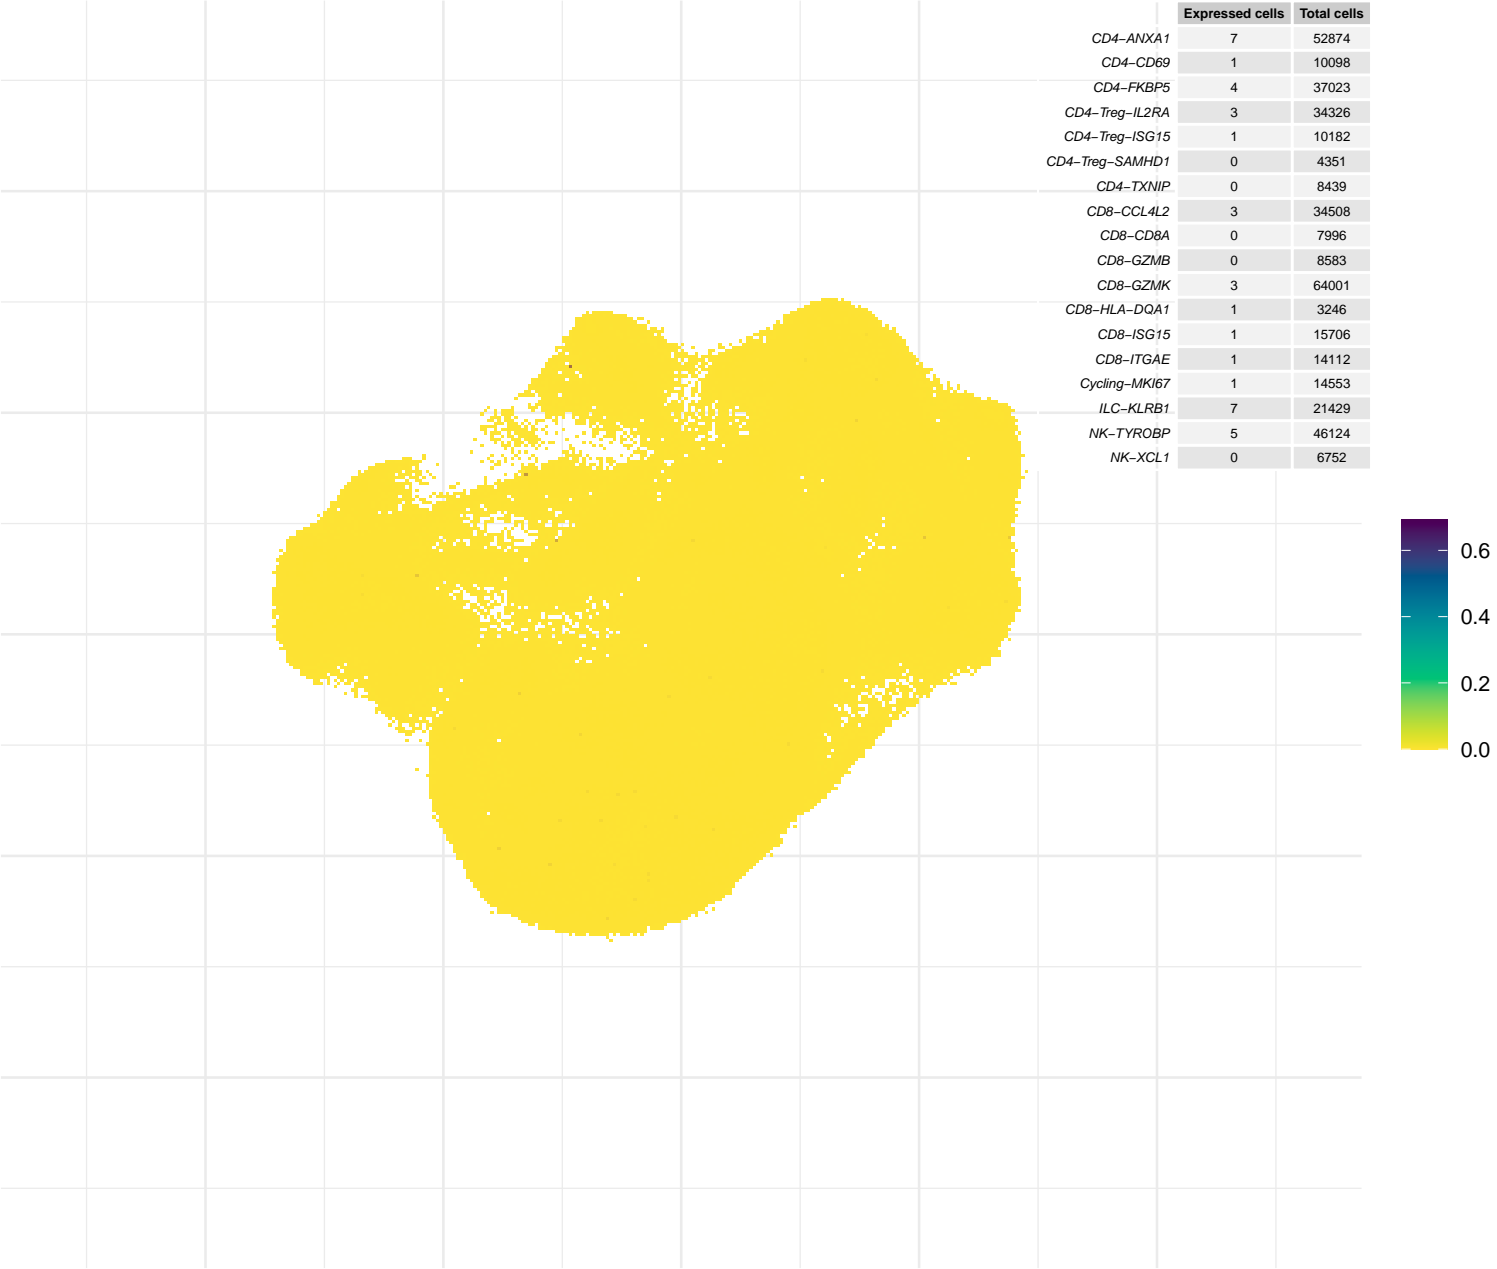 Expressed cells Total cells
CD4−ANXA1 7 52874
CD4−CD69 1 10098
CD4−FKBP5 4 37023
CD4−Treg−IL2RA 3 34326
CD4−Treg−ISG15 1 10182
CD4−Treg−SAMHD1 0 4351
CD4−TXNIP 0 8439
CD8−CCL4L2 3 34508
CD8−CD8A 0 7996
CD8−GZMB 0 8583
CD8−GZMK 3 64001
CD8−HLA−DQA1 1 3246
CD8−ISG15 1 15706
CD8−ITGAE 1 14112
Cycling−MKI67 1 14553
ILC−KLRB1 7 21429
NK−TYROBP 5 46124
NK−XCL1 0 6752
0.6
0.4
0.2
0.0